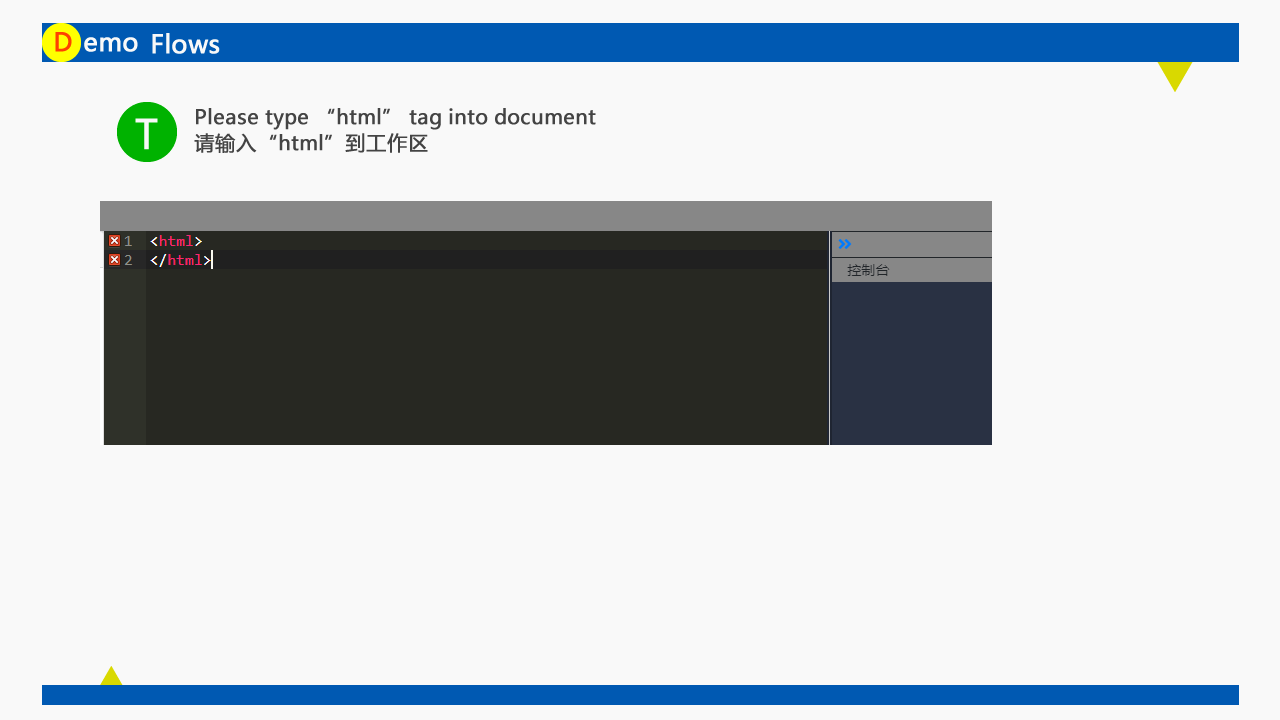 Demo Flows
T
Please type “html” tag into document
请输入“html”到工作区
1 <html>
2 </html>
控制台